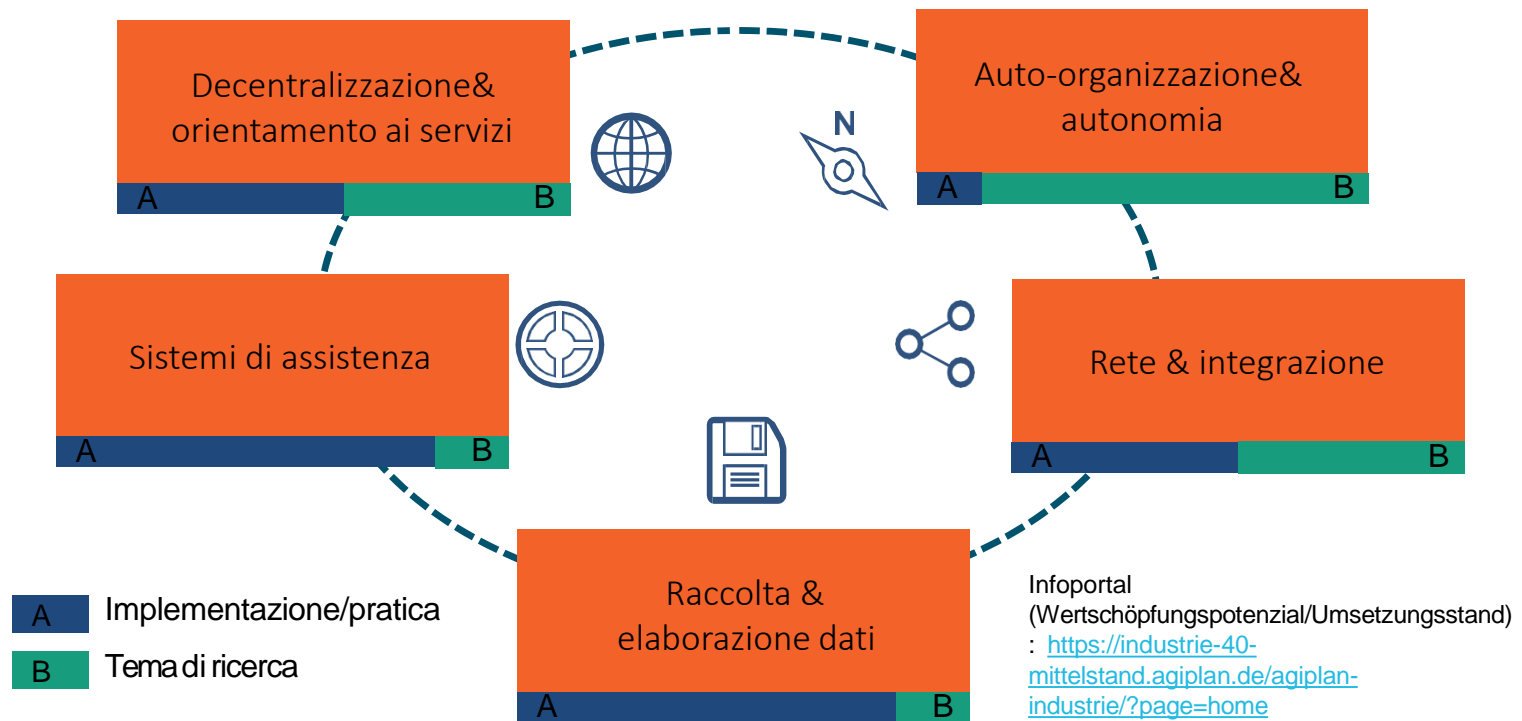 Decentralizzazione&
orientamento ai servizi
A
B
N
Auto-organizzazione&
autonomia
A
B
Sistemi di assistenza
A
B
Rete & integrazione
A
B
Raccolta &
elaborazione dati
A
B
A Implementazione/pratica
B Tema di ricerca
Infoportal
(Wertschöpfungspotenzial/Umsetzungsstand)
: https://industrie-40-
mittelstand.agiplan.de/agiplan-
industrie/?page=home